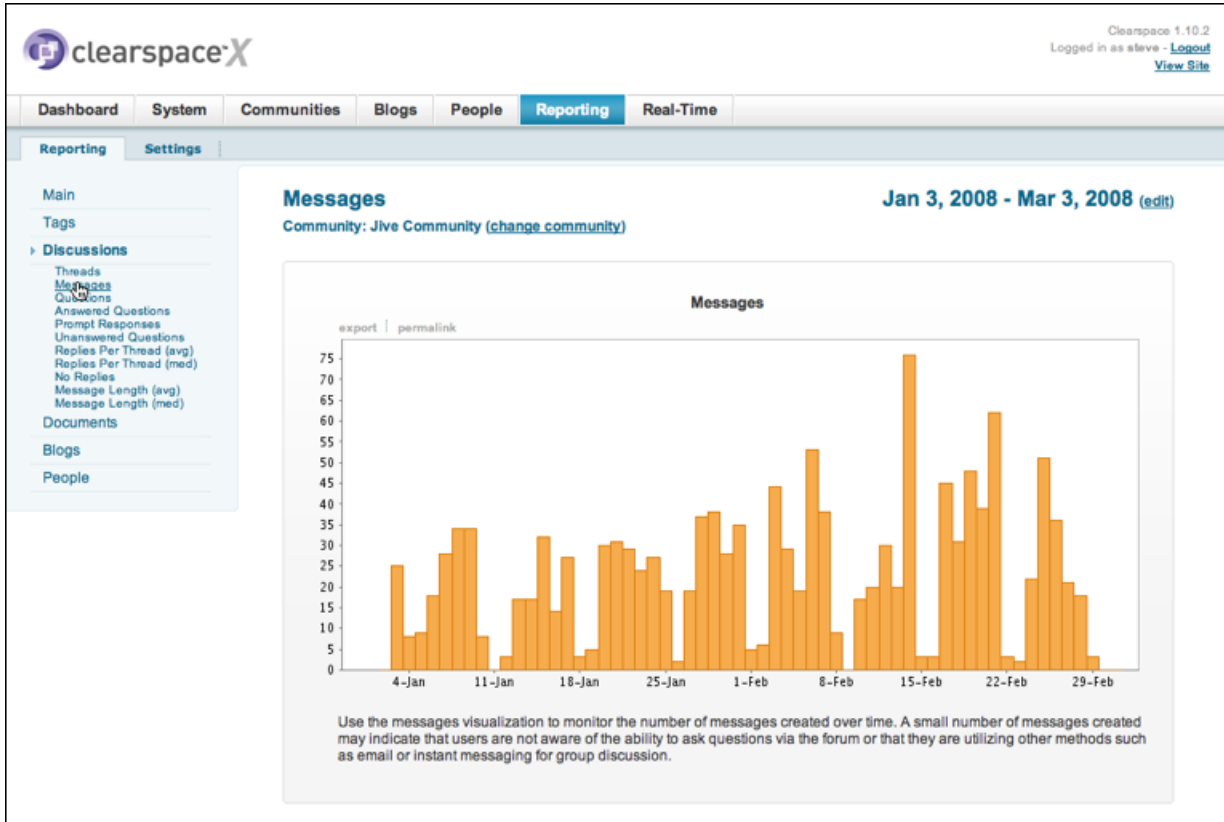 clearspace X
Clearspace 1.10.2
Logged in as steve - Logout
View Site
Dashboard System Communities Blogs People Reporting Real-Time
Reporting Settings
Main
Tags
Discussions
Threads
Messages
Questions
Answered Questions
Prompt Responses
Unanswered Questions
Replies Per Thread (avg)
Replies Per Thread (med)
No Replies
Message Length (avg)
Message Length (med)
Documents
Blogs
People
Messages
Jan 3, 2008 - Mar 3, 2008 (edit)
Community: Jive Community (change community)
Messages
export permalink
75
70
65
60
55
50
45
40
35
30
25
20
15
10
5
0
4-Jan 11-Jan 18-Jan 25-Jan 1-Feb 8-Feb 15-Feb 22-Feb 29-Feb
Use the messages visualization to monitor the number of messages created over time. A small number of messages created
may indicate that users are not aware of the ability to ask questions via the forum or that they are utilizing other methods such
as email or instant messaging for group discussion.